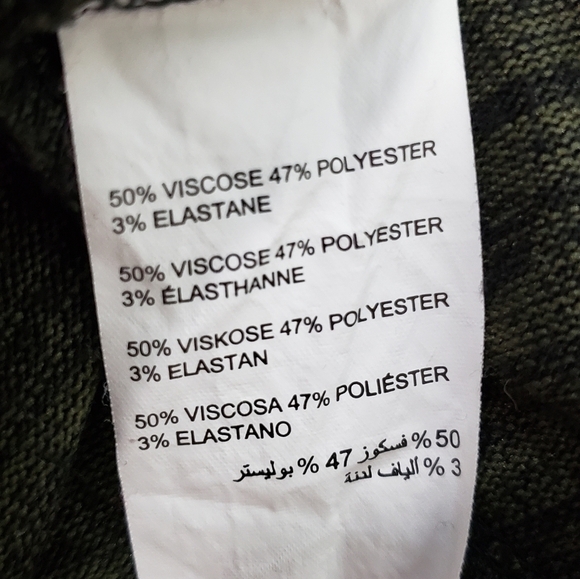 50% VISCOSE 47% POLYESTER
3% ELASTANE
50% VISCOSE 47% POLYESTER
3% ÉLASTHANNE
50% VISKOSE 47% POLYESTER
3% ELASTAN
50% VISCOSA 47% POLIÉSTER
3% ELASTANO
50 % فسكوز 47 % بوليستر
3 % ألياف لدنة